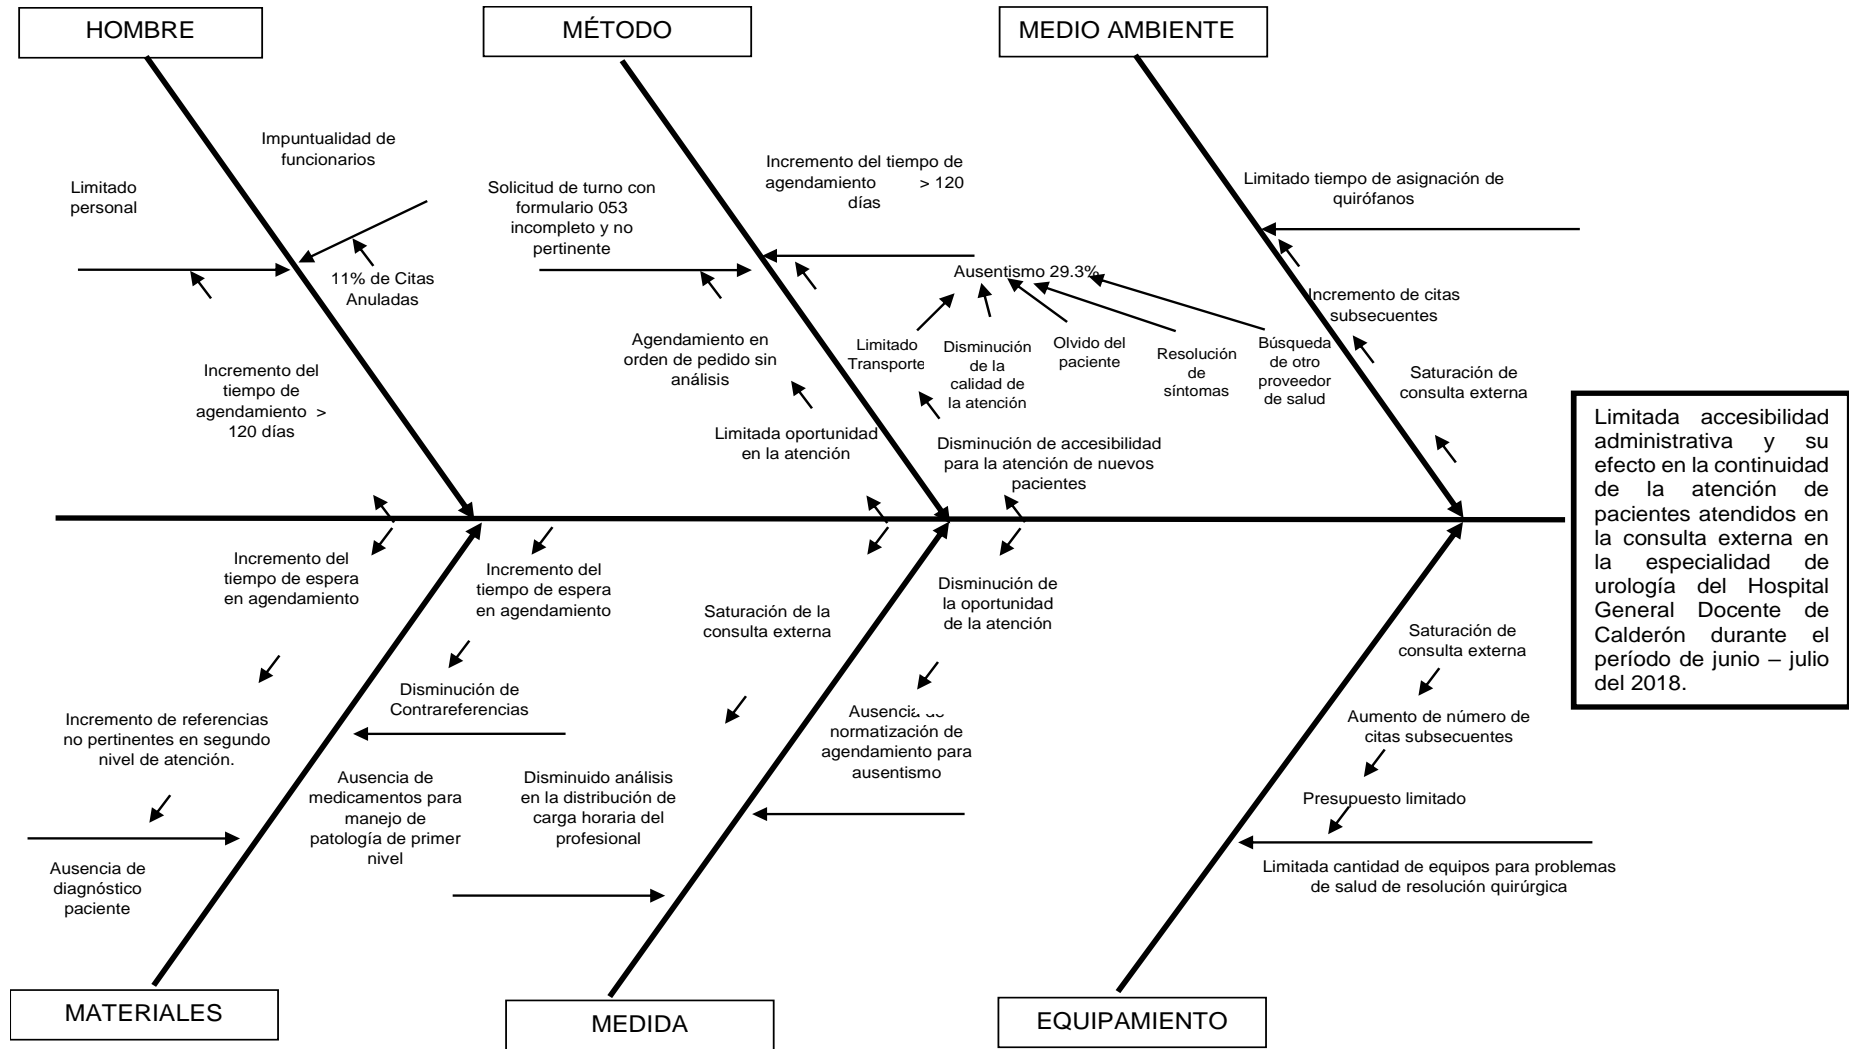 HOMBRE
MÉTODO
MEDIO AMBIENTE
Impuntualidad de
funcionarios
Limitado
personal
11% de Citas
Anuladas
Incremento del
tiempo de
agendamiento >
120 días
Solicitud de turno con
formulario 053
incompleto y no
pertinente
Incremento del tiempo de
agendamiento > 120
días
Agendamiento en
orden de pedido sin
análisis
Limitada oportunidad
en la atención
Ausentismo 29.3%
Limitado
Transporte
Disminución
de la
calidad de
la atención
Olvido del
paciente
Resolución
de
síntomas
Búsqueda
de otro
proveedor
de salud
Disminución de accesibilidad
para la atención de nuevos
pacientes
Limitado tiempo de asignación de
quirófanos
Incremento de citas
subsecuentes
Saturación de
consulta externa
Limitada accesibilidad
administrativa y su
efecto en la continuidad
de la atención de
pacientes atendidos en
la consulta externa en
la especialidad de
urología del Hospital
General Docente de
Calderón durante el
período de junio – julio
del 2018.
Incremento del
tiempo de espera
en agendamiento
Incremento de referencias
no pertinentes en segundo
nivel de atención.
Ausencia de
diagnóstico
paciente
Incremento del
tiempo de espera
en agendamiento
Disminución de
Contrareferencias
Ausencia de
medicamentos para
manejo de
patología de primer
nivel
Saturación de la
consulta externa
Disminuido análisis
en la distribución de
carga horaria del
profesional
Disminución de
la oportunidad
de la atención
Ausencia de
normatización de
agendamiento para
ausentismo
Saturación de
consulta externa
Aumento de número de
citas subsecuentes
Presupuesto limitado
Limitada cantidad de equipos para problemas
de salud de resolución quirúrgica
MATERIALES
MEDIDA
EQUIPAMIENTO